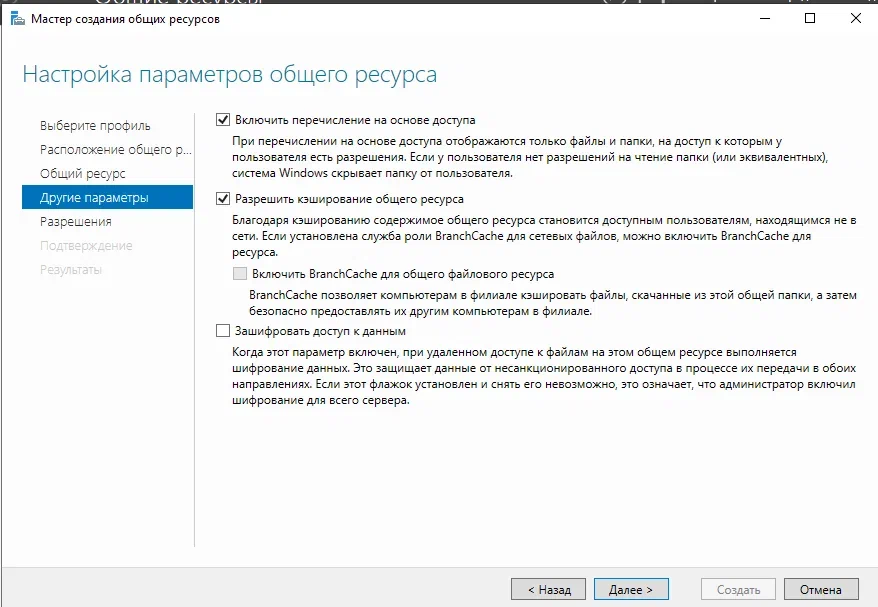 Мастер создания общих ресурсов
Настройка параметров общего ресурса
Выберите профиль
Расположение общего р...
Общий ресурс
Другие параметры
Разрешения
Подтверждение
Результаты
Включить перечисление на основе доступа
При перечислении на основе доступа отображаются только файлы и папки, на доступ к которым у
пользователя есть разрешения. Если у пользователя нет разрешений на чтение папки (или эквивалентных),
система Windows скрывает папку от пользователя.
Разрешить кэширование общего ресурса
Благодаря кэшированию содержимое общего ресурса становится доступным пользователям, находящимся не в
сети. Если установлена служба роли BranchCache для сетевых файлов, можно включить BranchCache для
ресурса.
Включить BranchCache для общего файлового ресурса
BranchCache позволяет компьютерам в филиале кэшировать файлы, скачанные из этой общей папки, а затем
безопасно предоставлять их другим компьютерам в филиале.
Зашифровать доступ к данным
Когда этот параметр включен, при удаленном доступе к файлам на этом общем ресурсе выполняется
шифрование данных. Это защищает данные от несанкционированного доступа в процессе их передачи в обоих
направлениях. Если этот флажок установлен и снять его невозможно, это означает, что администратор включил
шифрование для всего сервера.
< Назад
Далее >
Создать
Отмена